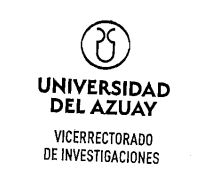 UNIVERSIDAD
DEL AZUAY
VICERRECTORADO
DE INVESTIGACIONES